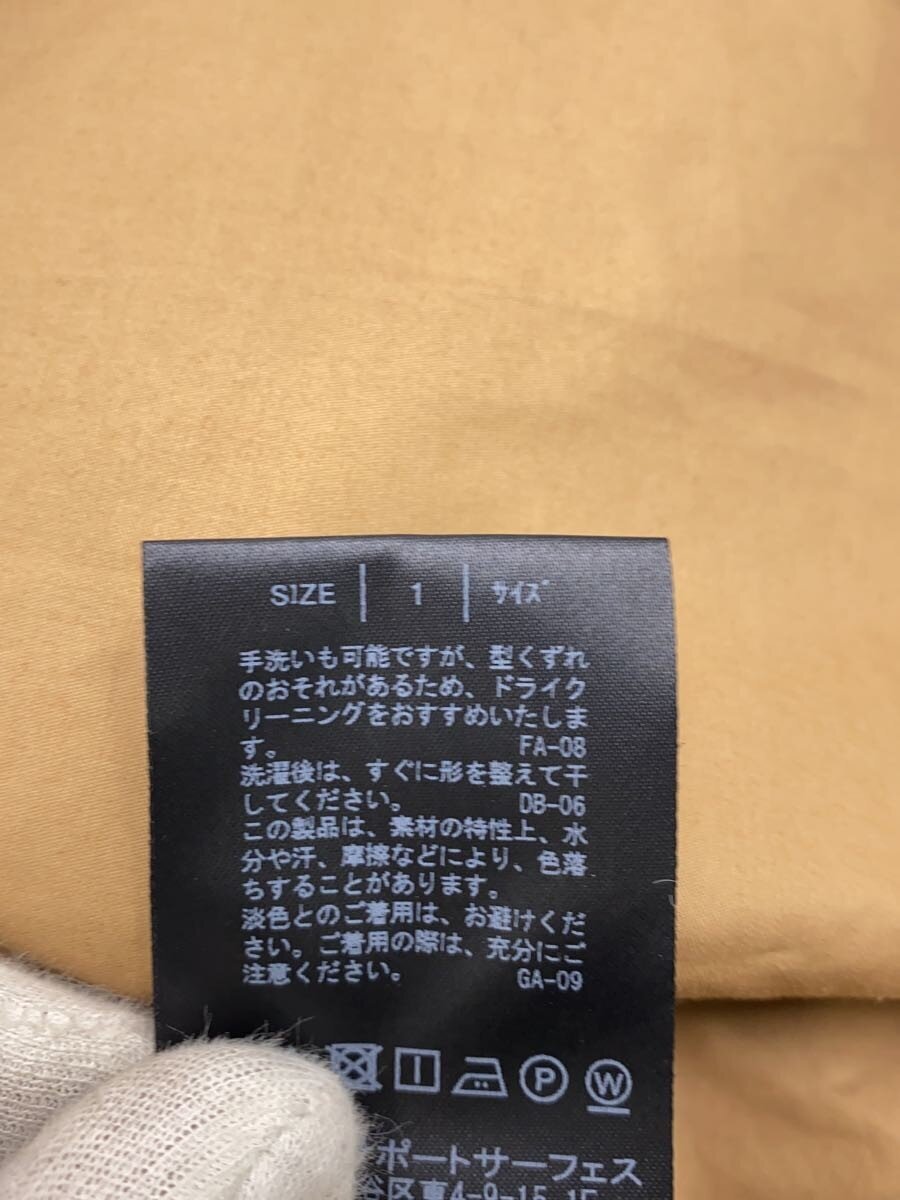 SIZE | 1 | サイズ
手洗いも可能ですが、型くずれ
のおそれがあるため、ドライク
リーニングをおすすめいたしま
す。 FA-08
洗濯後は、すぐに形を整えて干
してください。 DB-06
この製品は、素材の特性上、水
分や汗、摩擦などにより、色落
ちすることがあります。
淡色とのご着用は、お避けくだ
さい。ご着用の際は、充分にご
注意ください。 GA-09
P W
ポートサーフェス
谷区東4-9-15 1F